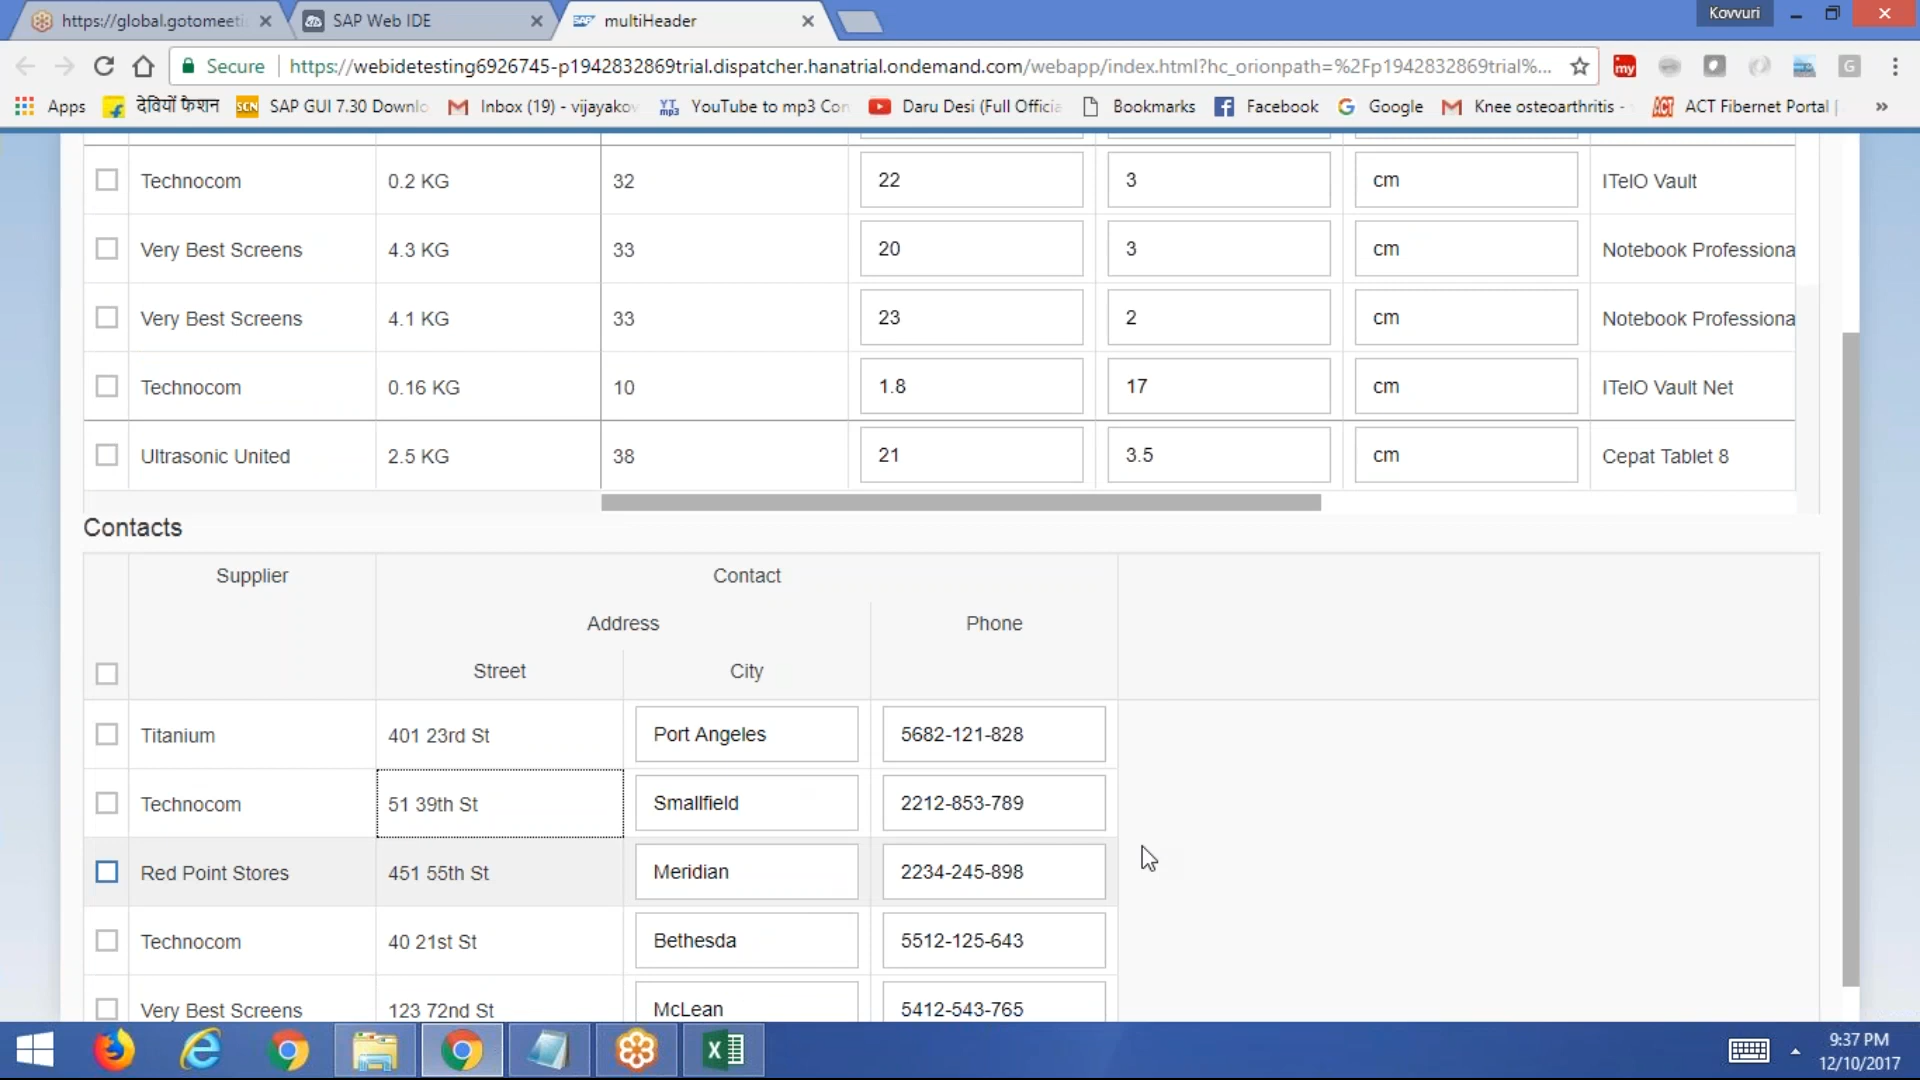 https://global.gotomeeti
SAP Web IDE
multiHeader
Kovvuri
Secure
https://webidetesting6926745-p1942832869trial.dispatcher.hanatrial.ondemand.com/webapp/index.html?hc_orionpath=%2Fp1942832869trial%...
my
G
Apps
देवियों फैशन
SCN
SAP GUI 7.30 Downlo
Inbox (19) - vijayakov
YT mp3
YouTube to mp3 Con
Daru Desi (Full Officia
Bookmarks
Facebook
Google
Knee osteoarthritis -
ACT
ACT Fibernet Portal |
»
Technocom 0.2 KG 32 22 3 cm ITelO Vault
Very Best Screens 4.3 KG 33 20 3 cm Notebook Professiona
Very Best Screens 4.1 KG 33 23 2 cm Notebook Professiona
Technocom 0.16 KG 10 1.8 17 cm ITelO Vault Net
Ultrasonic United 2.5 KG 38 21 3.5 cm Cepat Tablet 8
Contacts
Supplier Contact
Address Phone
Street City
Titanium 401 23rd St Port Angeles 5682-121-828
Technocom 51 39th St Smallfield 2212-853-789
Red Point Stores 451 55th St Meridian 2234-245-898
Technocom 40 21st St Bethesda 5512-125-643
Very Best Screens 123 72nd St McLean 5412-543-765
9:37 PM
12/10/2017